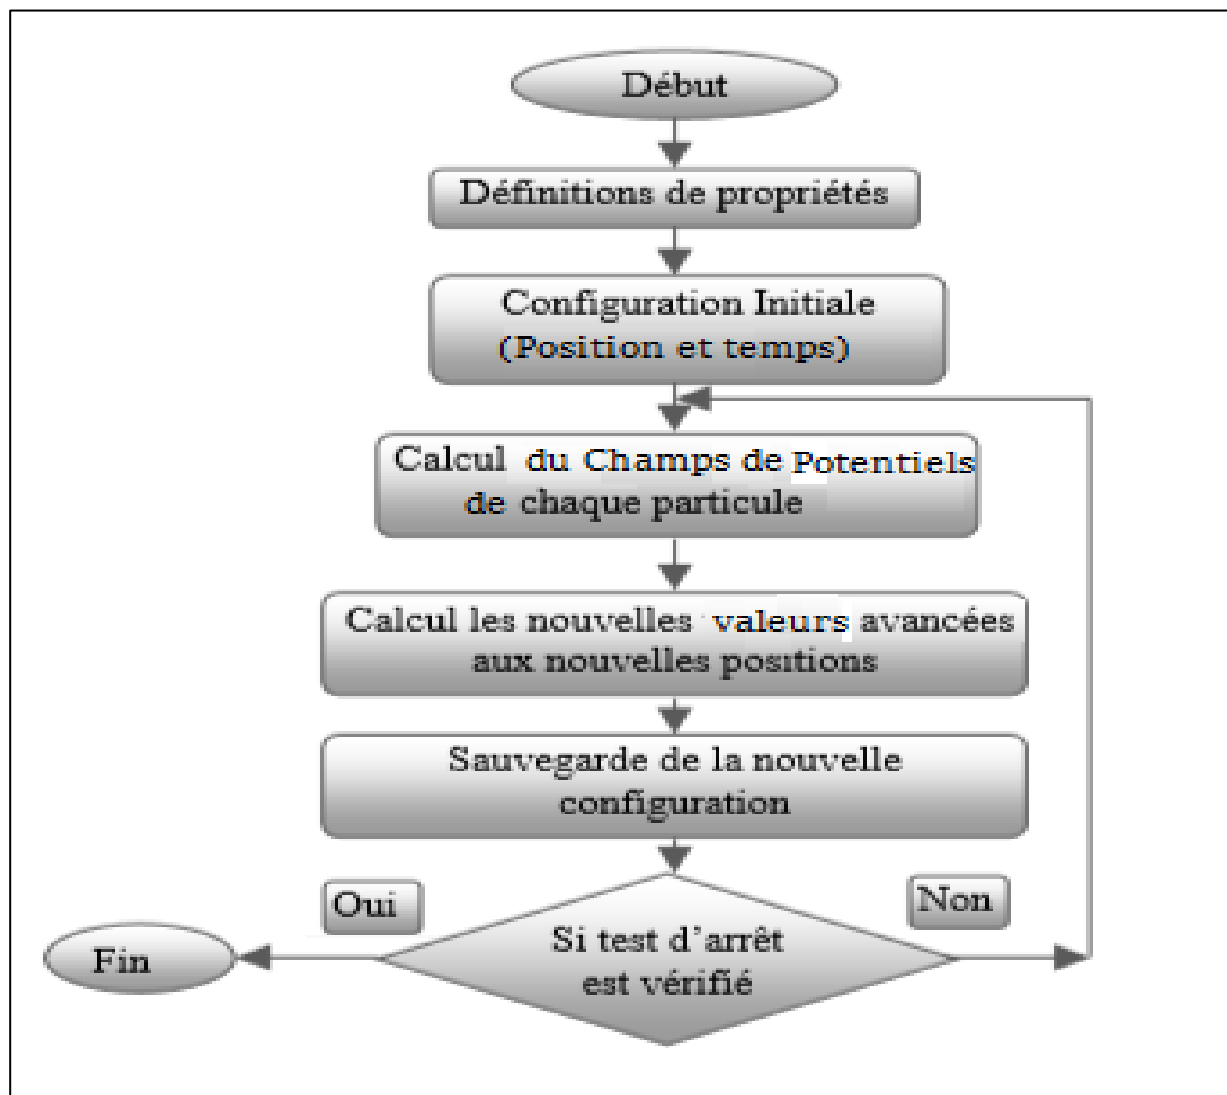 Début
Définitions de propriétés
Configuration Initiale
(Position et temps)
Calcul du Champs de Potentiels
de chaque particule
Calcul les nouvelles valeurs avancées
aux nouvelles positions
Sauvegarde de la nouvelle
configuration
Oui
Non
Si test d'arrêt
est vérifié
Fin